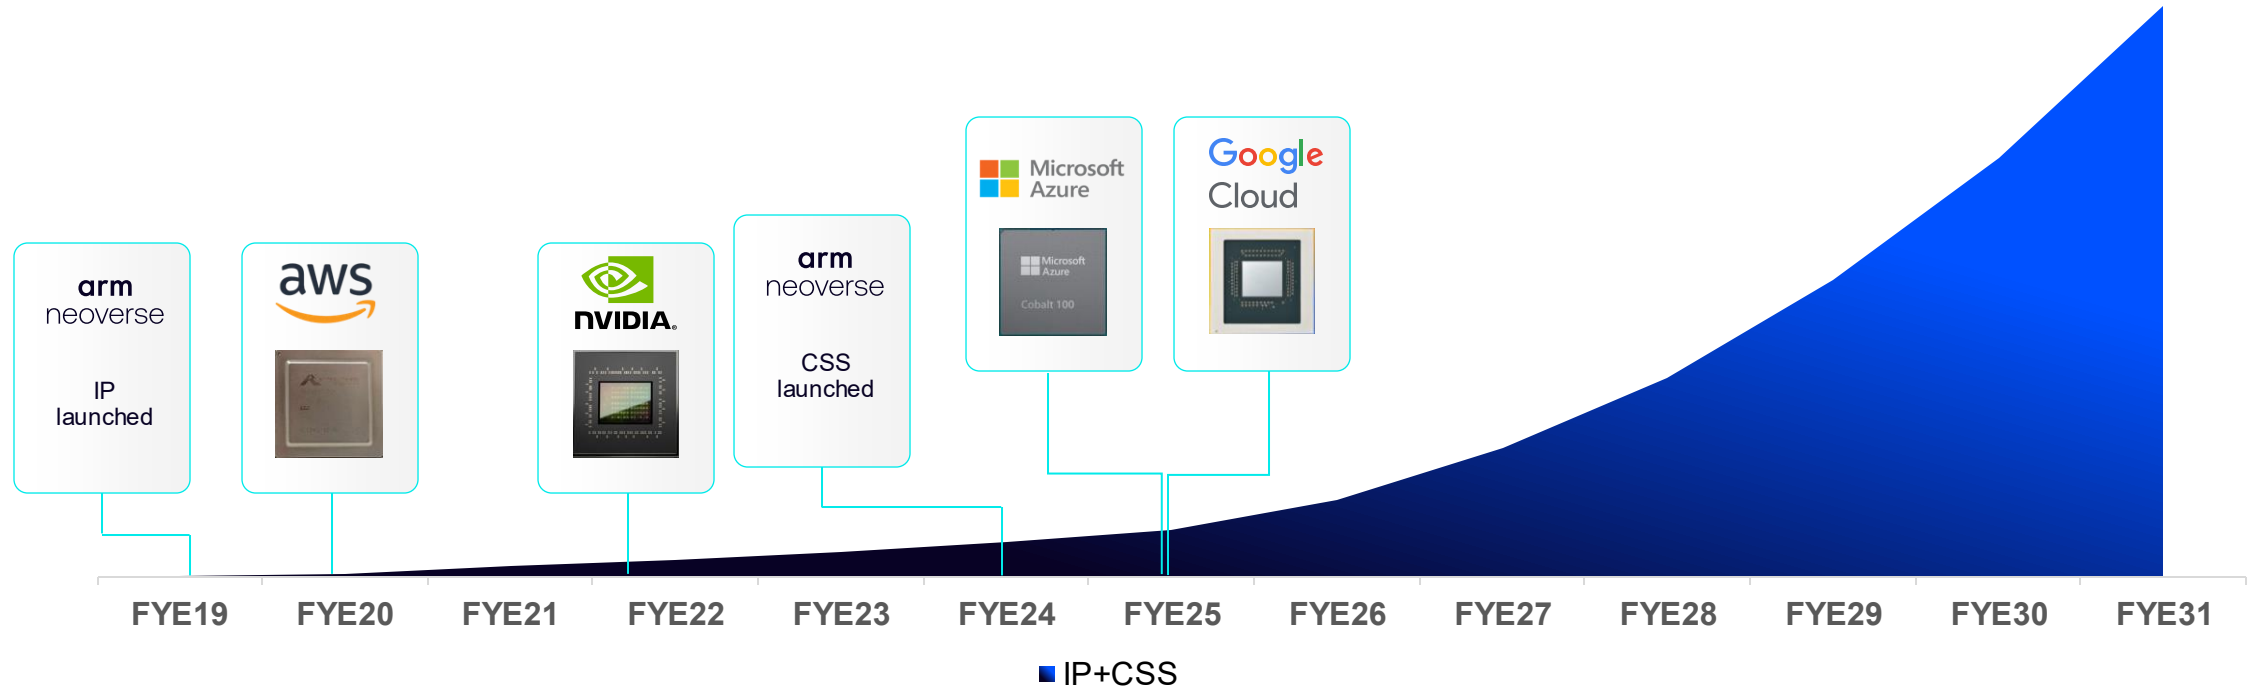 arm
neoverse
IP
launched
aws
NVIDIA®
arm
neoverse
CSS
launched
Microsoft
Azure
Microsoft
Azure
Cobalt 100
Google
Cloud
FYE19 FYE20 FYE21 FYE22 FYE23 FYE24 FYE25 FYE26 FYE27 FYE28 FYE29 FYE30 FYE31
IP+CSS